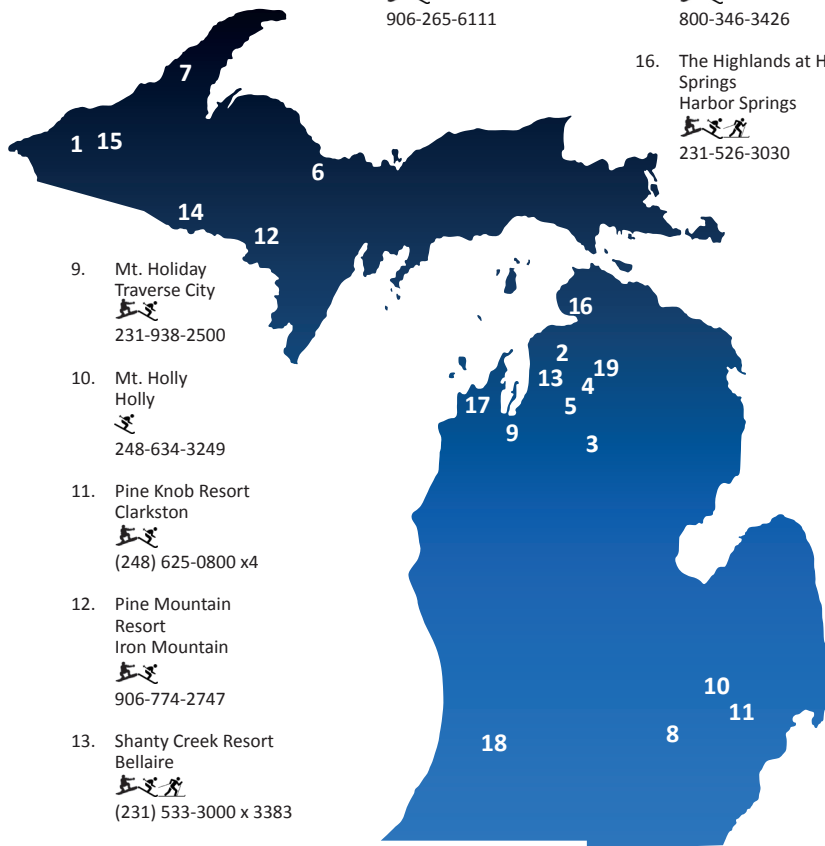 906-265-6111
800-346-3426
16. The Highlands at H
Springs
Harbor Springs
231-526-3030
7
1
15
6
14
12
9. Mt. Holiday
Traverse City
231-938-2500
10. Mt. Holly
Holly
248-634-3249
11. Pine Knob Resort
Clarkston
(248) 625-0800 x4
12. Pine Mountain
Resort
Iron Mountain
906-774-2747
13. Shanty Creek Resort
Bellaire
(231) 533-3000 x 3383
16
2
19
13
4
17
5
9
3
10
11
8
18